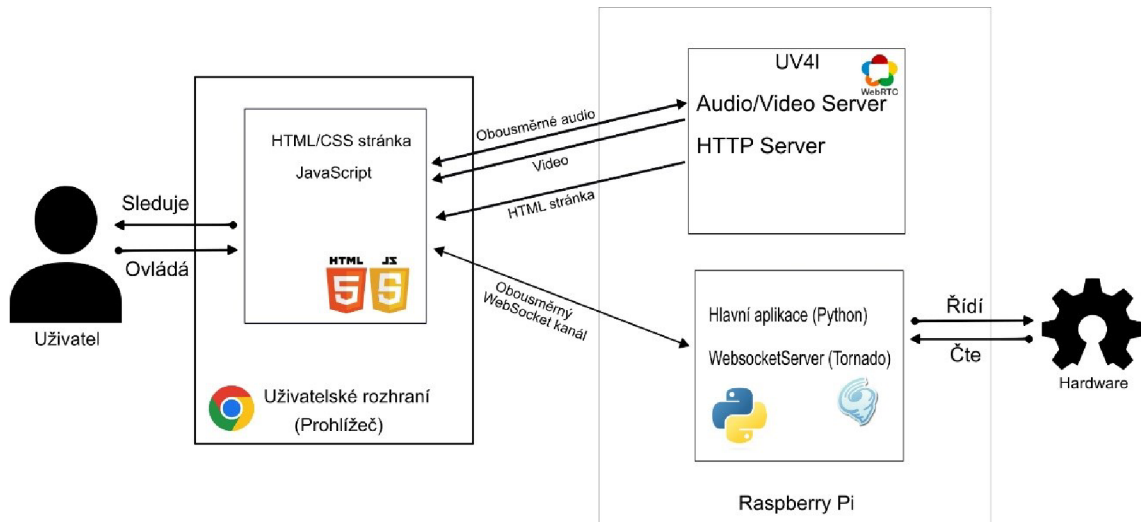 Sleduje
Ovládá
Uživatel
HTML/CSS stránka
JavaScript
HTML
5
JS
Uživatelské rozhraní
(Prohlížeč)
Obousměrné audio
Video
HTML stránka
Obousměrný
WebSocket kanál
UV4l
WebRTC
Audio/Video Server
HTTP Server
Hlavní aplikace (Python)
WebsocketServer (Tornado)
Raspberry Pi
Řídí
Čte
Hardware